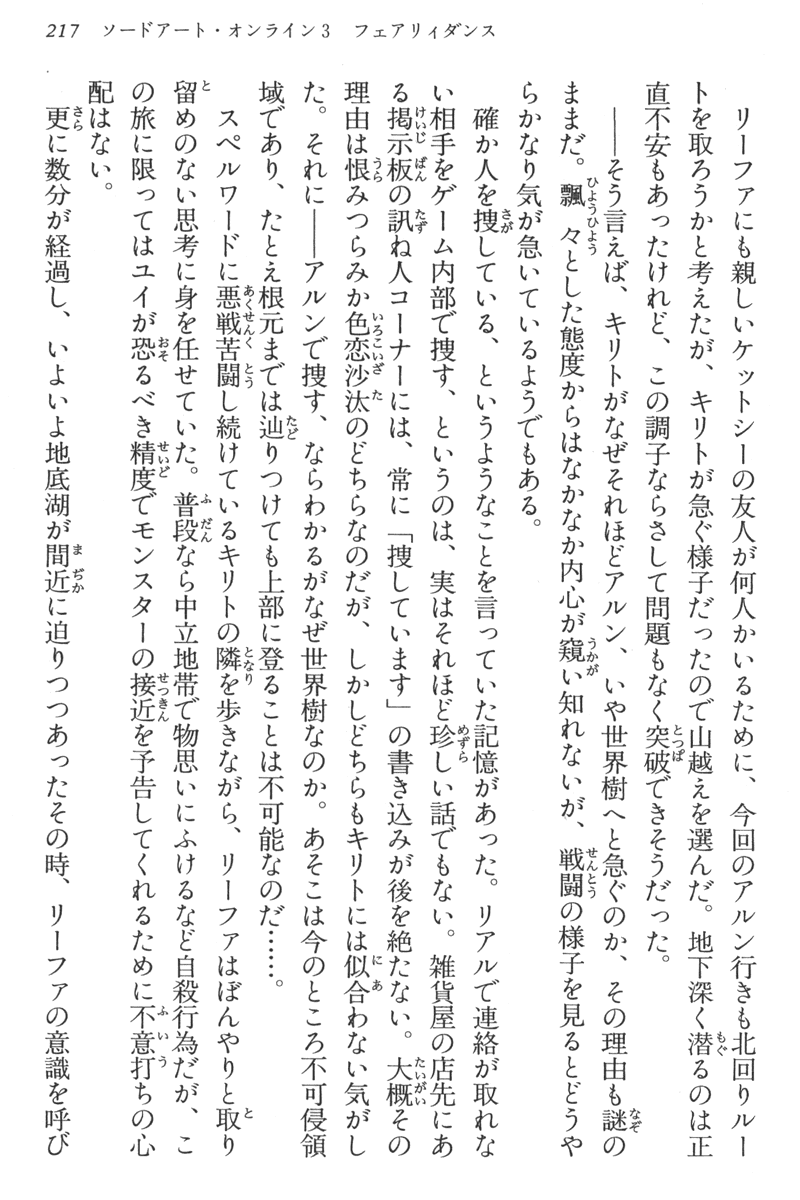 217　ソードアート・オンライン3　フェアリィダンス
　リーファにも親しいケットシーの友人が何人かいるために、今回のアルン行きも北回りルー
トを取ろうかと考えたが、キリトが急ぐ様子だったので山越えを選んだ。地下深く潜るのは正
直不安もあったけれど、この調子ならさして問題もなく突破できそうだった。
　――そう言えば、キリトがなぜそれほどアルン、いや世界樹へと急ぐのか、その理由も謎の
ままだ。飄々とした態度からはなかなか内心が窺い知れないが、戦闘の様子を見るとどうや
らかなり気が急いているようでもある。
　確か人を捜している、というようなことを言っていた記憶があった。リアルで連絡が取れな
い相手をゲーム内部で捜す、というのは、実はそれほど珍しい話でもない。雑貨屋の店先にあ
る掲示板の訊ね人コーナーには、常に「捜しています」の書き込みが後を絶たない。大概その
理由は恨みつらみか色恋沙汰のどちらなのだが、しかしどちらもキリトには似合わない気がし
た。それに――アルンで捜す、ならわかるがなぜ世界樹なのか。あそこは今のところ不可侵領
域であり、たとえ根元までは辿りつけても上部に登ることは不可能なのだ……。
　スペルワードに悪戦苦闘し続けているキリトの隣を歩きながら、リーファはぼんやりと取り
留めのない思考に身を任せていた。普段なら中立地帯で物思いにふけるなど自殺行為だが、こ
の旅に限ってはユイが恐るべき精度でモンスターの接近を予告してくれるために不意打ちの心
配はない。
　更に数分が経過し、いよいよ地底湖が間近に迫りつつあったその時、リーファの意識を呼び